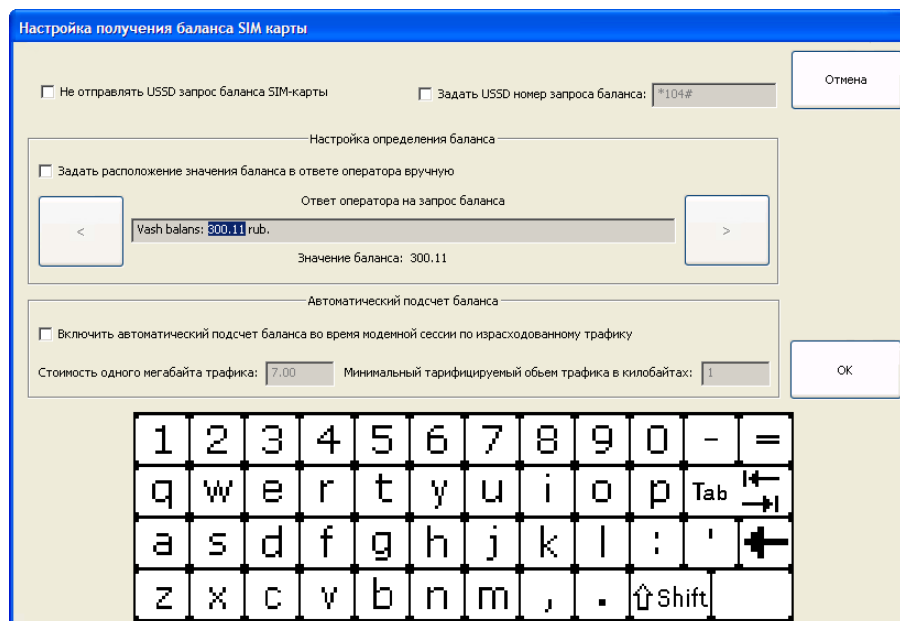 Настройка получения баланса SIM карты
Не отправлять USSD запрос баланса SIM-карты
Задать USSD номер запроса баланса: *104#
Отмена
Настройка определения баланса
Задать расположение значения баланса в ответе оператора вручную
Ответ оператора на запрос баланса
<
Vash balans: 300.11 rub.
>
Значение баланса: 300.11
Автоматический подсчет баланса
Включить автоматический подсчет баланса во время модемной сессии по израсходованному трафику
Стоимость одного мегабайта трафика: 7.00 Минимальный тарифицируемый обьем трафика в килобайтах: 1
OK
1 2 3 4 5 6 7 8 9 0 - =
q w e r t y u i o p Tab
a s d f g h j k l : '
z x c v b n m , . Shift